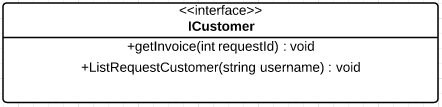 <<interface>>
ICustomer
+getInvoice(int requestId) : void
+ListRequestCustomer(string username) : void